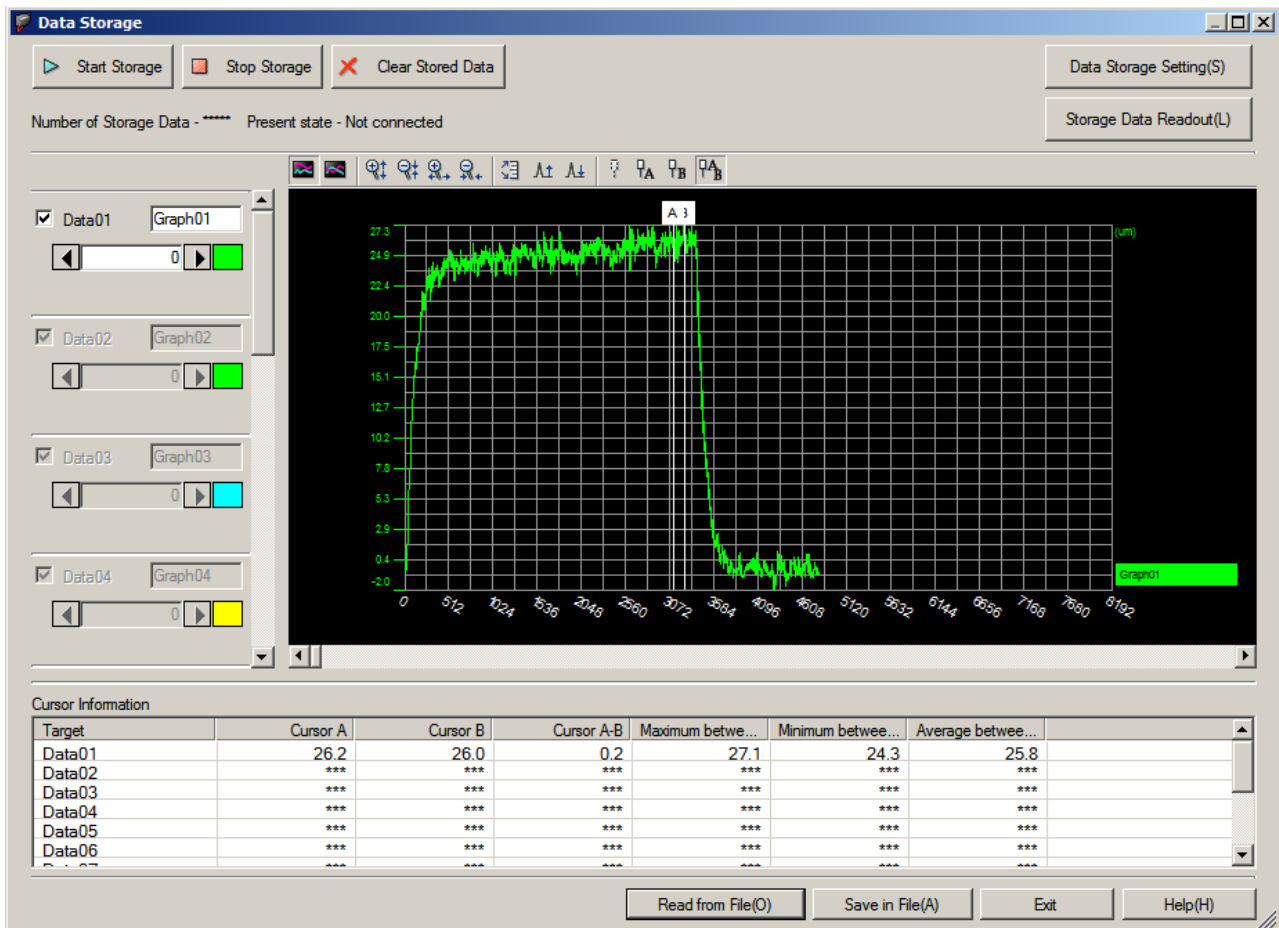 Data Storage
Start Storage Stop Storage Clear Stored Data Data Storage Setting(S)
Number of Storage Data - ***** Present state - Not connected Storage Data Readout(L)
A B A B
Data01 Graph01
0
Data02 Graph02
0
Data03 Graph03
0
Data04 Graph04
0
A
27.3 (um)
24.9
22.4
20.0
17.5
15.1
12.7
10.2
7.8
5.3
2.9
0.4
-2.0
Graph01
0 512 1024 1536 2048 2560 3072 3584 4096 4608 5120 5632 6144 6656 7168 7680 8192
Cursor Information
Target Cursor A Cursor B Cursor A-B Maximum betwe... Minimum betwee... Average betwee...
Data01 26.2 26.0 0.2 27.1 24.3 25.8
Data02 *** *** *** *** *** ***
Data03 *** *** *** *** *** ***
Data04 *** *** *** *** *** ***
Data05 *** *** *** *** *** ***
Data06 *** *** *** *** *** ***
Read from File(O) Save in File(A) Exit Help(H)